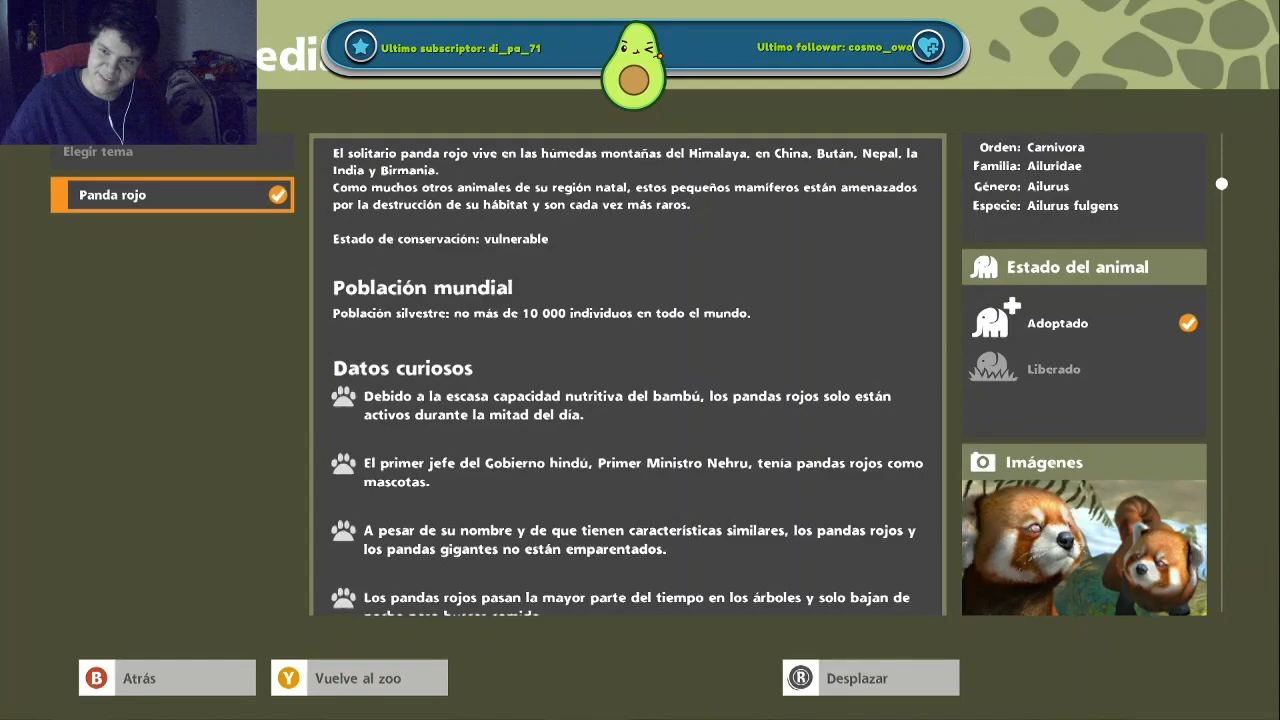 Ultimo subscriptor: di_pa_71
Ultimo follower: cosmo_owo
Elegir tema
Panda rojo
El solitario panda rojo vive en las húmedas montañas del Himalaya, en China, Bután, Nepal, la
India y Birmania.
Como muchos otros animales de su región natal, estos pequeños mamíferos están amenazados
por la destrucción de su hábitat y son cada vez más raros.
Estado de conservación: vulnerable
Población mundial
Población silvestre: no más de 10 000 individuos en todo el mundo.
Datos curiosos
Debido a la escasa capacidad nutritiva del bambú, los pandas rojos solo están
activos durante la mitad del día.
El primer jefe del Gobierno hindú, Primer Ministro Nehru, tenía pandas rojos como
mascotas.
A pesar de su nombre y de que tienen características similares, los pandas rojos y
los pandas gigantes no están emparentados.
Los pandas rojos pasan la mayor parte del tiempo en los árboles y solo bajan de
Orden: Carnivora
Familia: Ailuridae
Género: Ailurus
Especie: Ailurus fulgens
Estado del animal
Adoptado
Liberado
Imágenes
B Atrás
Y Vuelve al zoo
R Desplazar